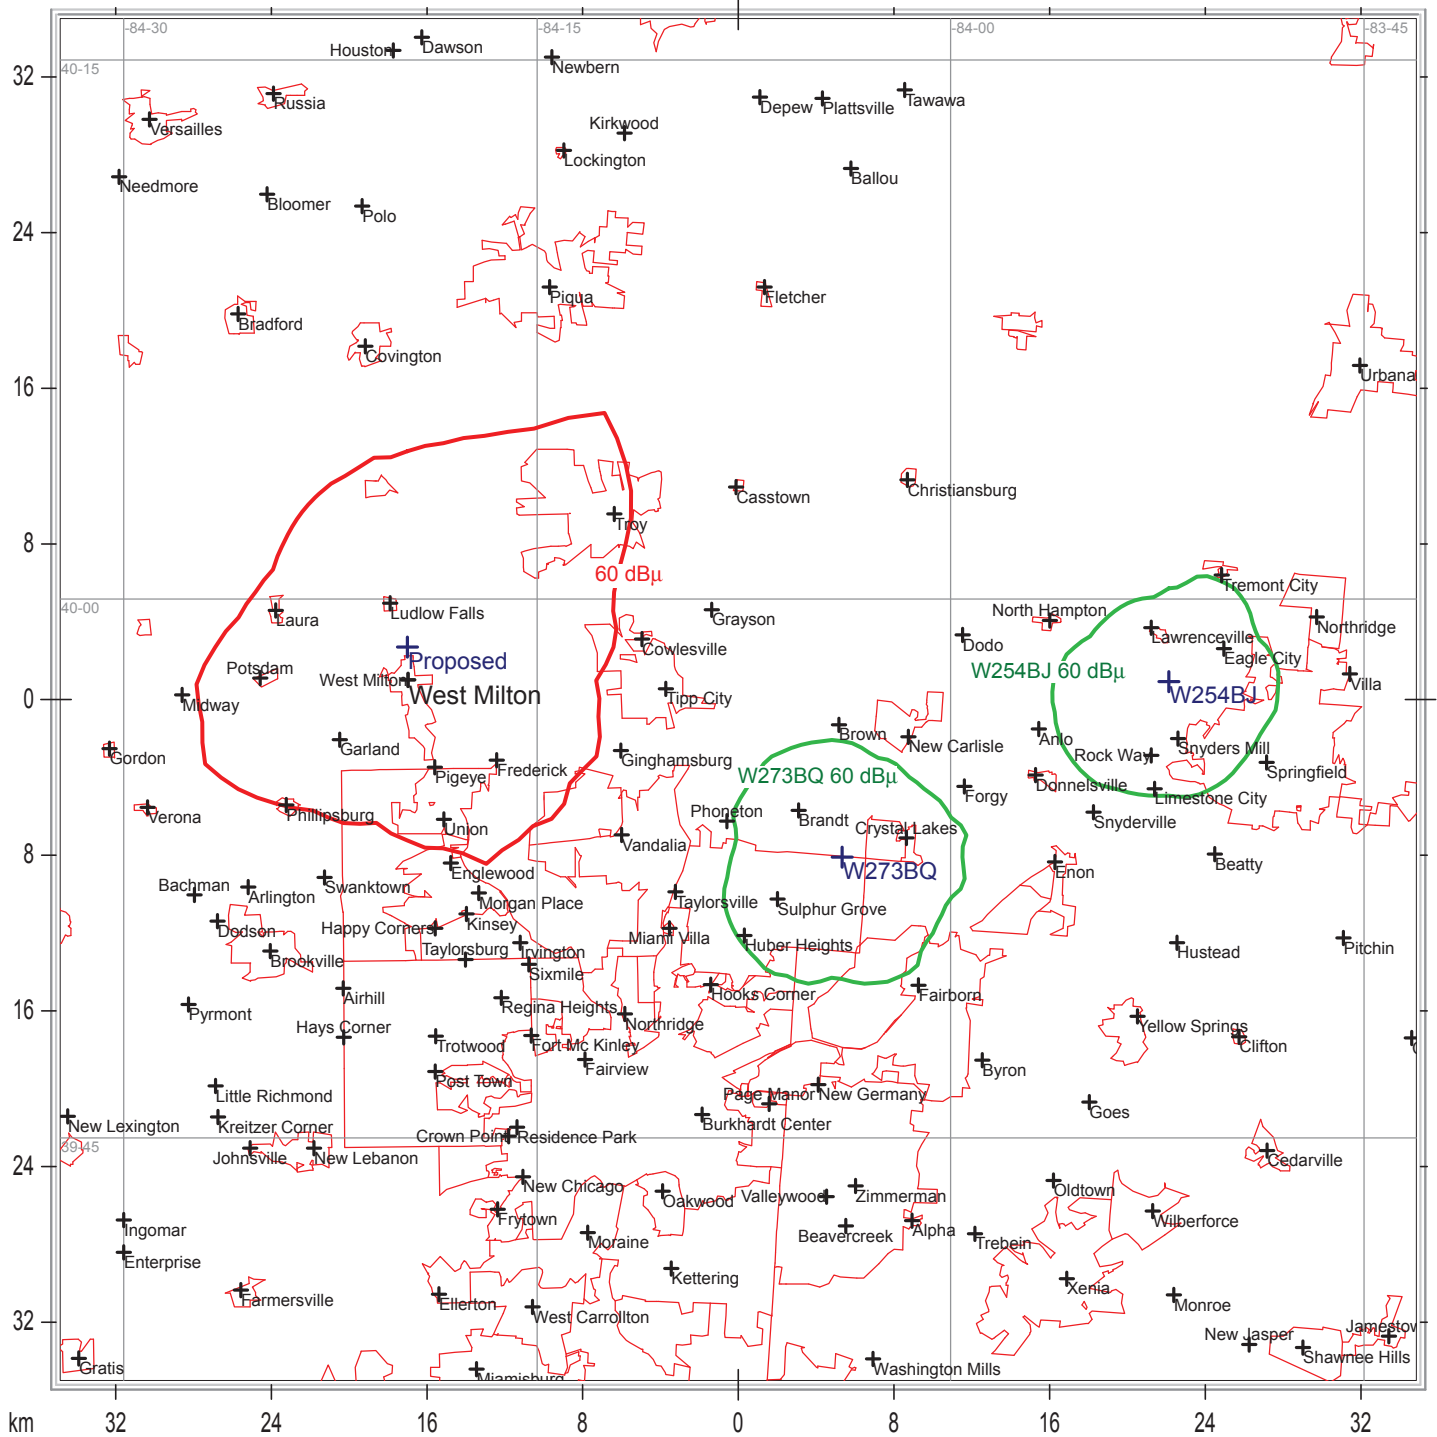 -84-30
-84-15
-84-00
-83-45
Houston
Dawson
Newbern
40-15
32
Russia
Depew
Plattsville
Tawawa
Versailles
Kirkwood
Lockington
Needmore
Ballou
Bloomer
Polo
24
Piqua
Fletcher
Bradford
Covington
Urbana
16
Casstown
Christiansburg
Troy
8
60 dBµ
Tremont City
40-00
Laura
Ludlow Falls
Grayson
North Hampton
Northridge
Cowlesville
Dodo
Lawrenceville
Proposed
Eagle City
Potsdam
West Milton
W254BJ 60 dBµ
Villa
West Milton
Tipp City
W254BJ
0
Midway
Brown
Garland
New Carlisle
Anlo
Snyders Mill
Gordon
Rock Way
Frederick
Ginghamsburg
Springfield
Pigeye
W273BQ 60 dBµ
Donnelsville
Forgy
Limestone City
Verona
Phillipsburg
Phoneton
Brandt
Snyderville
Union
Crystal Lakes
Vandalia
8
Beatty
Englewood
W273BQ
Enon
Bachman
Arlington
Swanktown
Morgan Place
Taylorsville
Sulphur Grove
Dodson
Happy Corners
Kinsey
Miami Villa
Huber Heights
Taylorsburg
Irvington
Hustead
Pitchin
Brookville
Sixmile
Airhill
Hooks Corner
Fairborn
16
Pyrmont
Regina Heights
Northridge
Yellow Springs
Hays Corner
Trotwood
Fort Mc Kinley
Clifton
Fairview
Byron
Post Town
Little Richmond
Page Manor
New Germany
Goes
New Lexington
Kreitzer Corner
Crown Point
Residence Park
Burkhardt Center
39-45
Johnsville
New Lebanon
Cedarville
24
New Chicago
Oakwood
Valleywood
Zimmerman
Oldtown
Ingomar
Frytown
Alpha
Wilberforce
Moraine
Beavercreek
Trebein
Enterprise
Kettering
Xenia
Farmersville
Ellerton
West Carrollton
Monroe
32
New Jasper
Jamestow
Gratis
Miamisburg
Washington Mills
Shawnee Hills
km
32
24
16
8
0
8
16
24
32